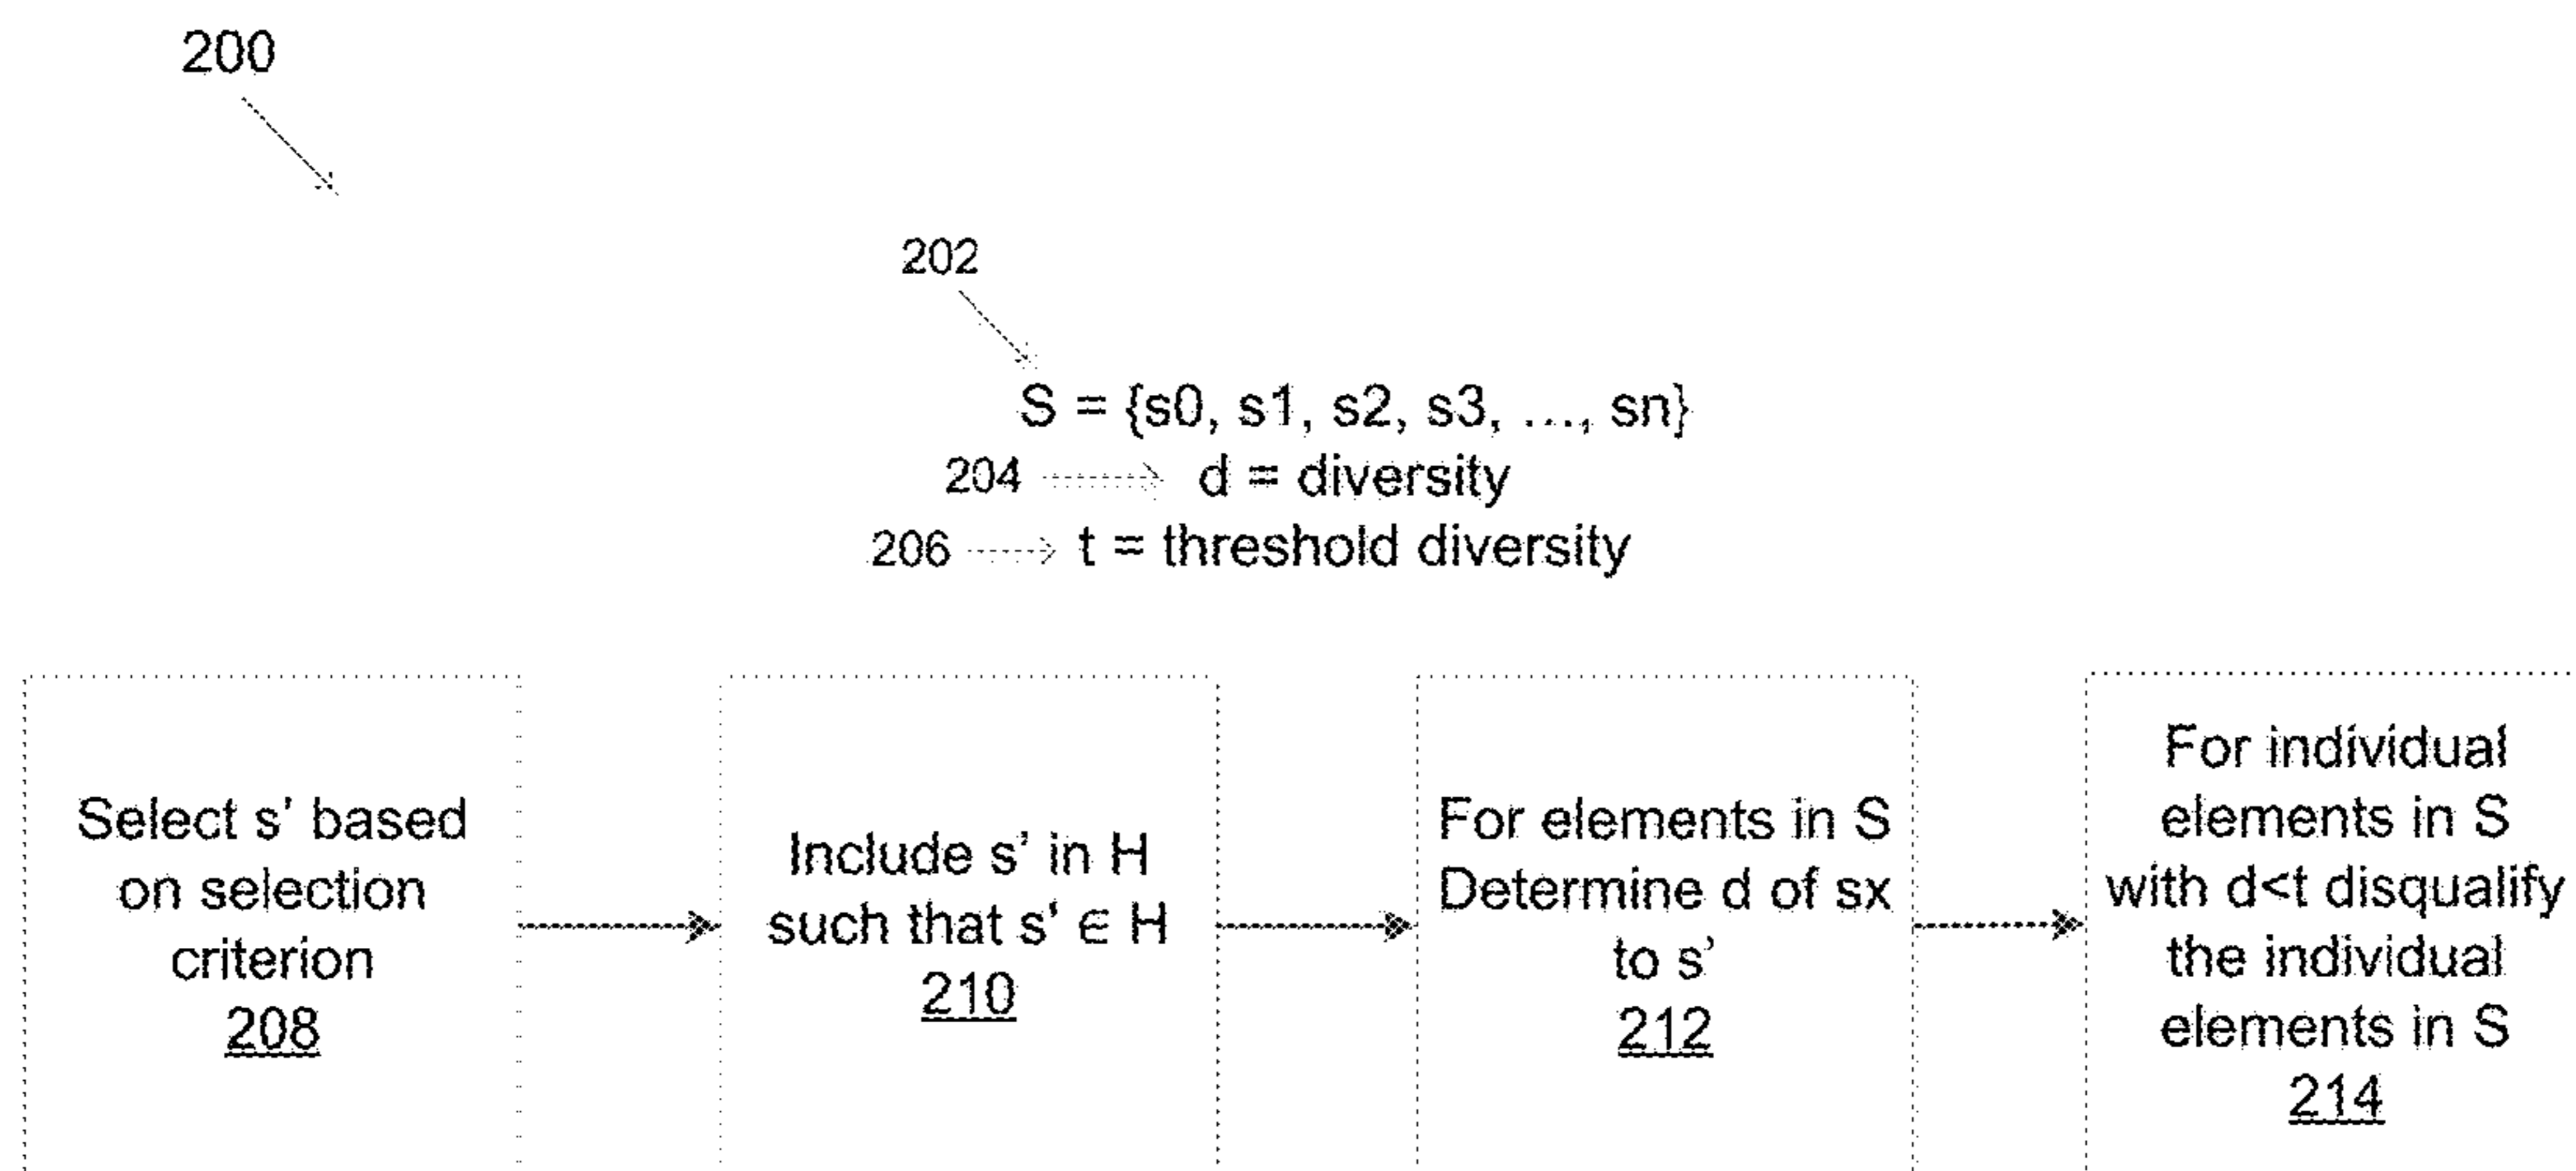 200
202
S = {s0, s1, s2, s3, ..., sn}
204 d = diversity
206 t = threshold diversity
Select s' based
on selection
criterion
208
Include s' in H
such that s' ∈ H
210
For elements in S
Determine d of sx
to s'
212
For individual
elements in S
with d<t disqualify
the individual
elements in S
214